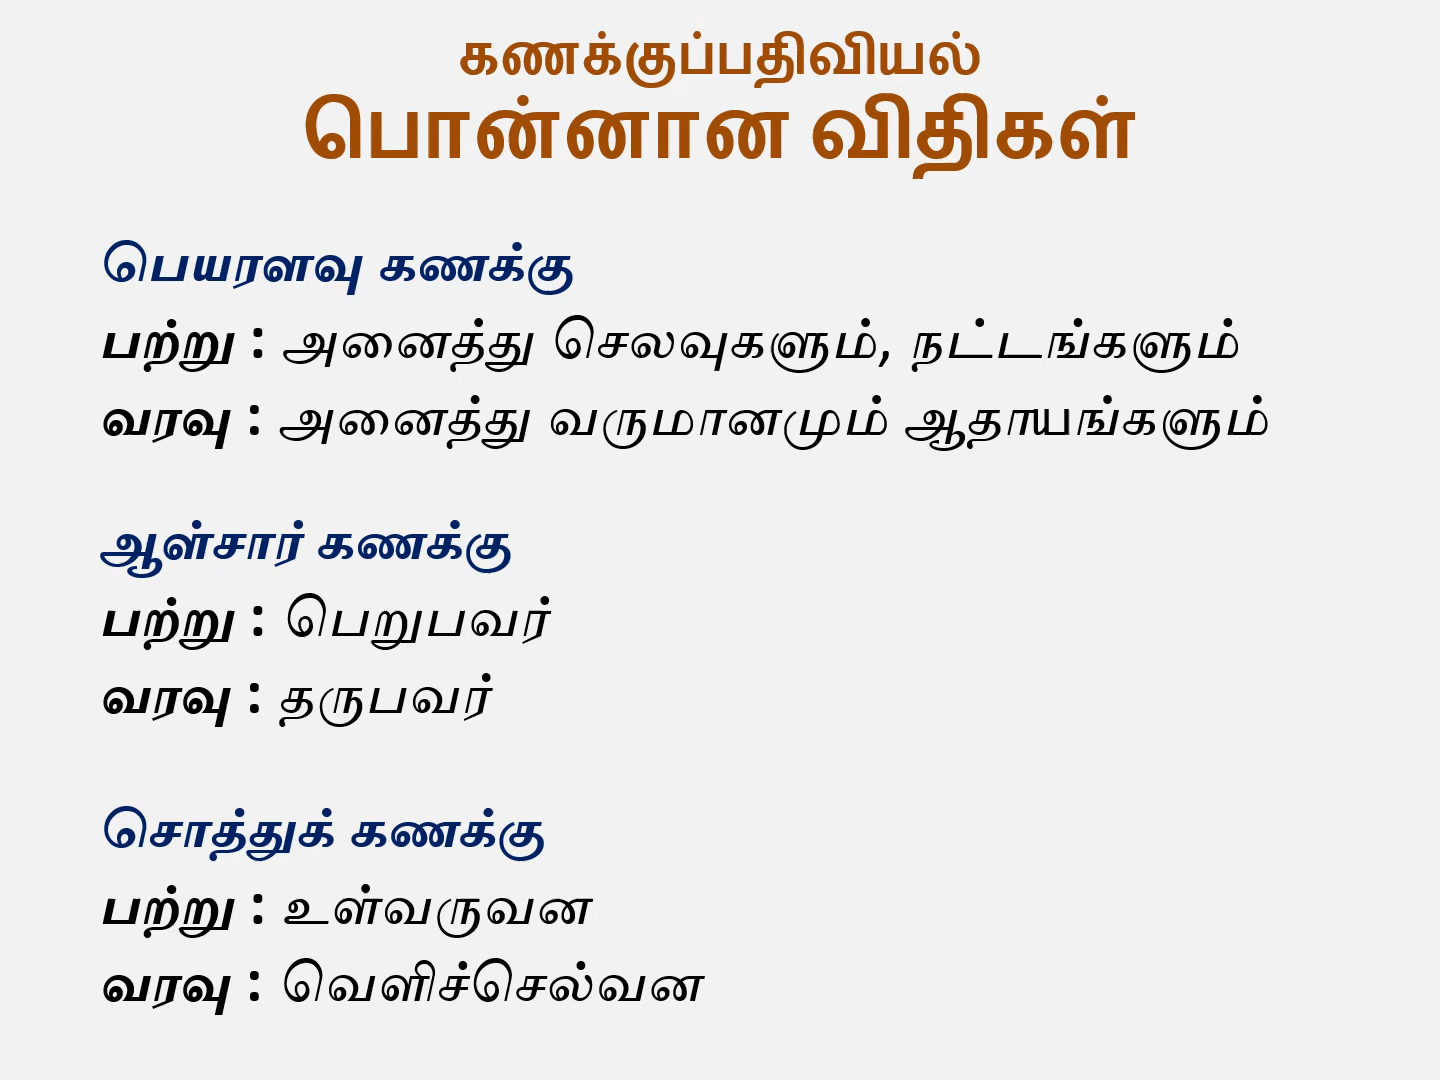 கணக்குப்பதிவியல்
பொன்னான விதிகள்
பெயரளவு கணக்கு
பற்று : அனைத்து செலவுகளும், நட்டங்களும்
வரவு : அனைத்து வருமானமும் ஆதாயங்களும்
ஆள்சார் கணக்கு
பற்று : பெறுபவர்
வரவு : தருபவர்
சொத்துக் கணக்கு
பற்று : உள்வருவன
வரவு : வெளிச்செல்வன